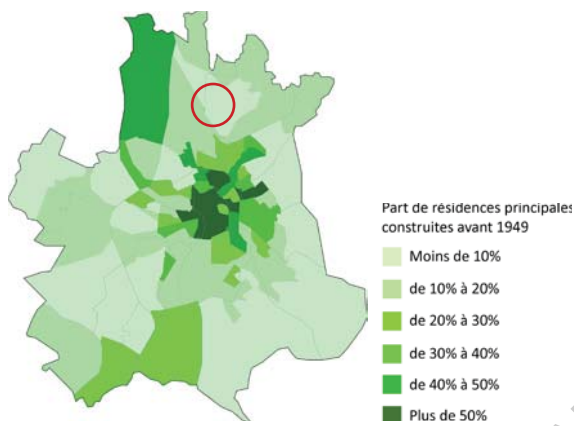 Part de résidences principales
construites avant 1949
Moins de 10%
de 10% à 20%
de 20% à 30%
de 30% à 40%
de 40% à 50%
Plus de 50%